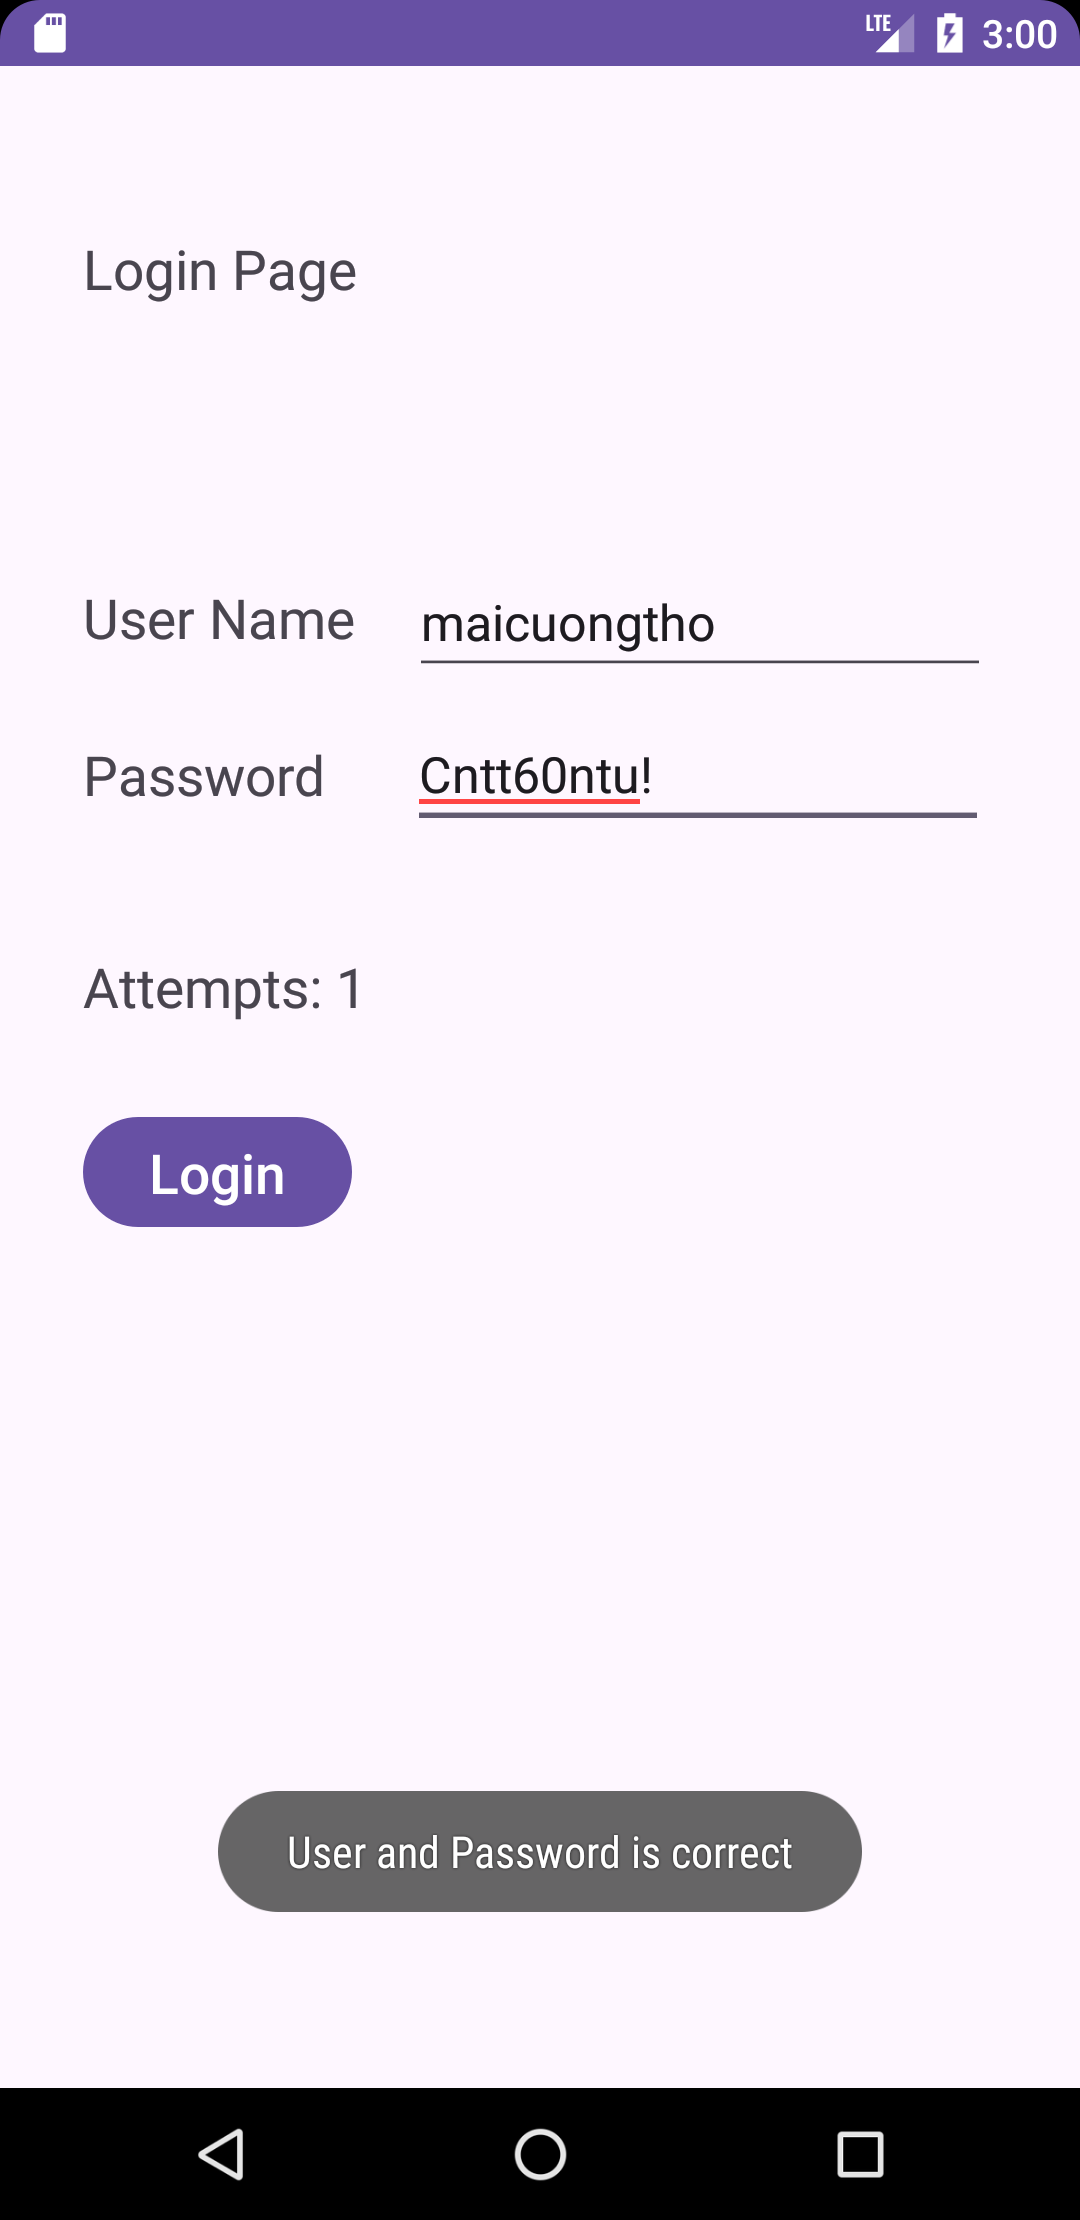 LTE 3:00
Login Page
User Name maicuongtho
Password Cntt60ntu!
Attempts: 1
Login
User and Password is correct